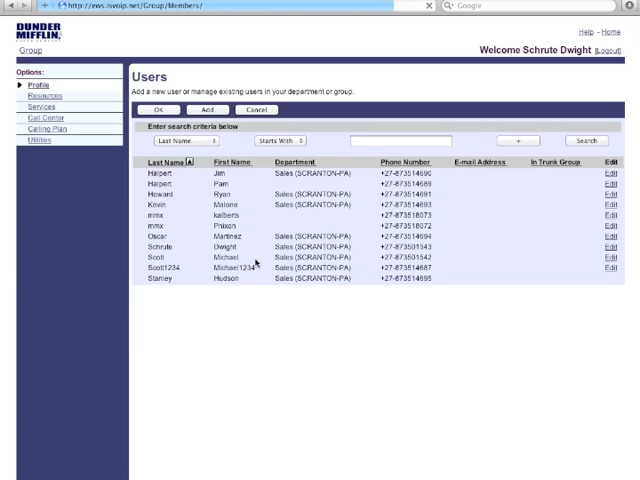 http://ews.isvoip.net/Group/Members/
Google
DUNDER
MIFFLIN,
Help - Home
Group
Welcome Schrute Dwight [Logout]
Options:
Profile
Resources
Services
Call Center
Calling Plan
Utilities
Users
Add a new user or manage existing users in your department or group.
OK Add Cancel
Enter search criteria below
Last Name Starts With + Search
Last Name First Name Department Phone Number E-mail Address In Trunk Group Edit
Halpert Jim Sales (SCRANTON-PA) +27-873514690 Edit
Halpert Pam +27-873514689 Edit
Howard Ryan Sales (SCRANTON-PA) +27-873514691 Edit
Kevin Malone Sales (SCRANTON-PA) +27-873514693 Edit
mmx kalberts +27-873518073 Edit
mmx Pnixon +27-873518072 Edit
Oscar Martinez Sales (SCRANTON-PA) +27-873514694 Edit
Schrute Dwight Sales (SCRANTON-PA) +27-873501543 Edit
Scott Michael Sales (SCRANTON-PA) +27-873501542 Edit
Scott1234 Michael1234 Sales (SCRANTON-PA) +27-873514687 Edit
Stanley Hudson Sales (SCRANTON-PA) +27-873514695 Edit